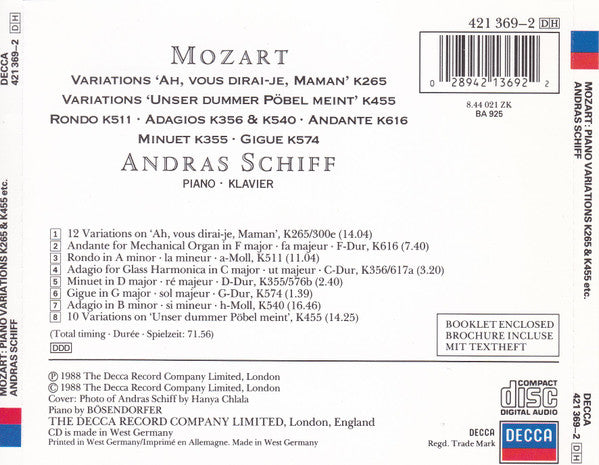 421 369–2 DH
MOZART
VARIATIONS ‘AH, VOUS DIRAI-JE, MAMAN’ K265
VARIATIONS ‘UNSER DUMMER PÖBEL MEINT’ K455
RONDO K511 · ADAGIOS K356 & K540 · ANDANTE K616
MINUET K355 · GIGUE K574
ANDRAS SCHIFF
PIANO · KLAVIER
0 28942 13692 2
8.44 021 ZK
BA 925
1 12 Variations on ‘Ah, vous dirai-je, Maman’, K265/300e (14.04)
2 Andante for Mechanical Organ in F major · fa majeur · F-Dur, K616 (7.40)
3 Rondo in A minor · la mineur · a-Moll, K511 (11.04)
4 Adagio for Glass Harmonica in C major · ut majeur · C-Dur, K356/617a (3.20)
5 Minuet in D major · ré majeur · D-Dur, K355/576b (2.40)
6 Gigue in G major · sol majeur · G-Dur, K574 (1.39)
7 Adagio in B minor · si mineur · h-Moll, K540 (16.46)
8 10 Variations on ‘Unser dummer Pöbel meint’, K455 (14.25)
(Total timing · Durée · Spielzeit: 71.56)
DDD
BOOKLET ENCLOSED
BROCHURE INCLUSE
MIT TEXTHEFT
℗ 1988 The Decca Record Company Limited, London
© 1988 The Decca Record Company Limited, London
Cover: Photo of Andras Schiff by Hanya Chlala
Piano by BÖSENDORFER
THE DECCA RECORD COMPANY LIMITED, London, England
CD is made in West Germany
Printed in West Germany/Imprimé en Allemagne. Made in West Germany
COMPACT
disc
DIGITAL AUDIO
DECCA
Regd. Trade Mark
DECCA
MOZART: PIANO VARIATIONS K265 & K455 etc.
ANDRAS SCHIFF
DECCA
421 369–2 DH
MOZART: PIANO VARIATIONS K265 & K455 etc.
ANDRAS SCHIFF
DECCA
421 369–2 DH